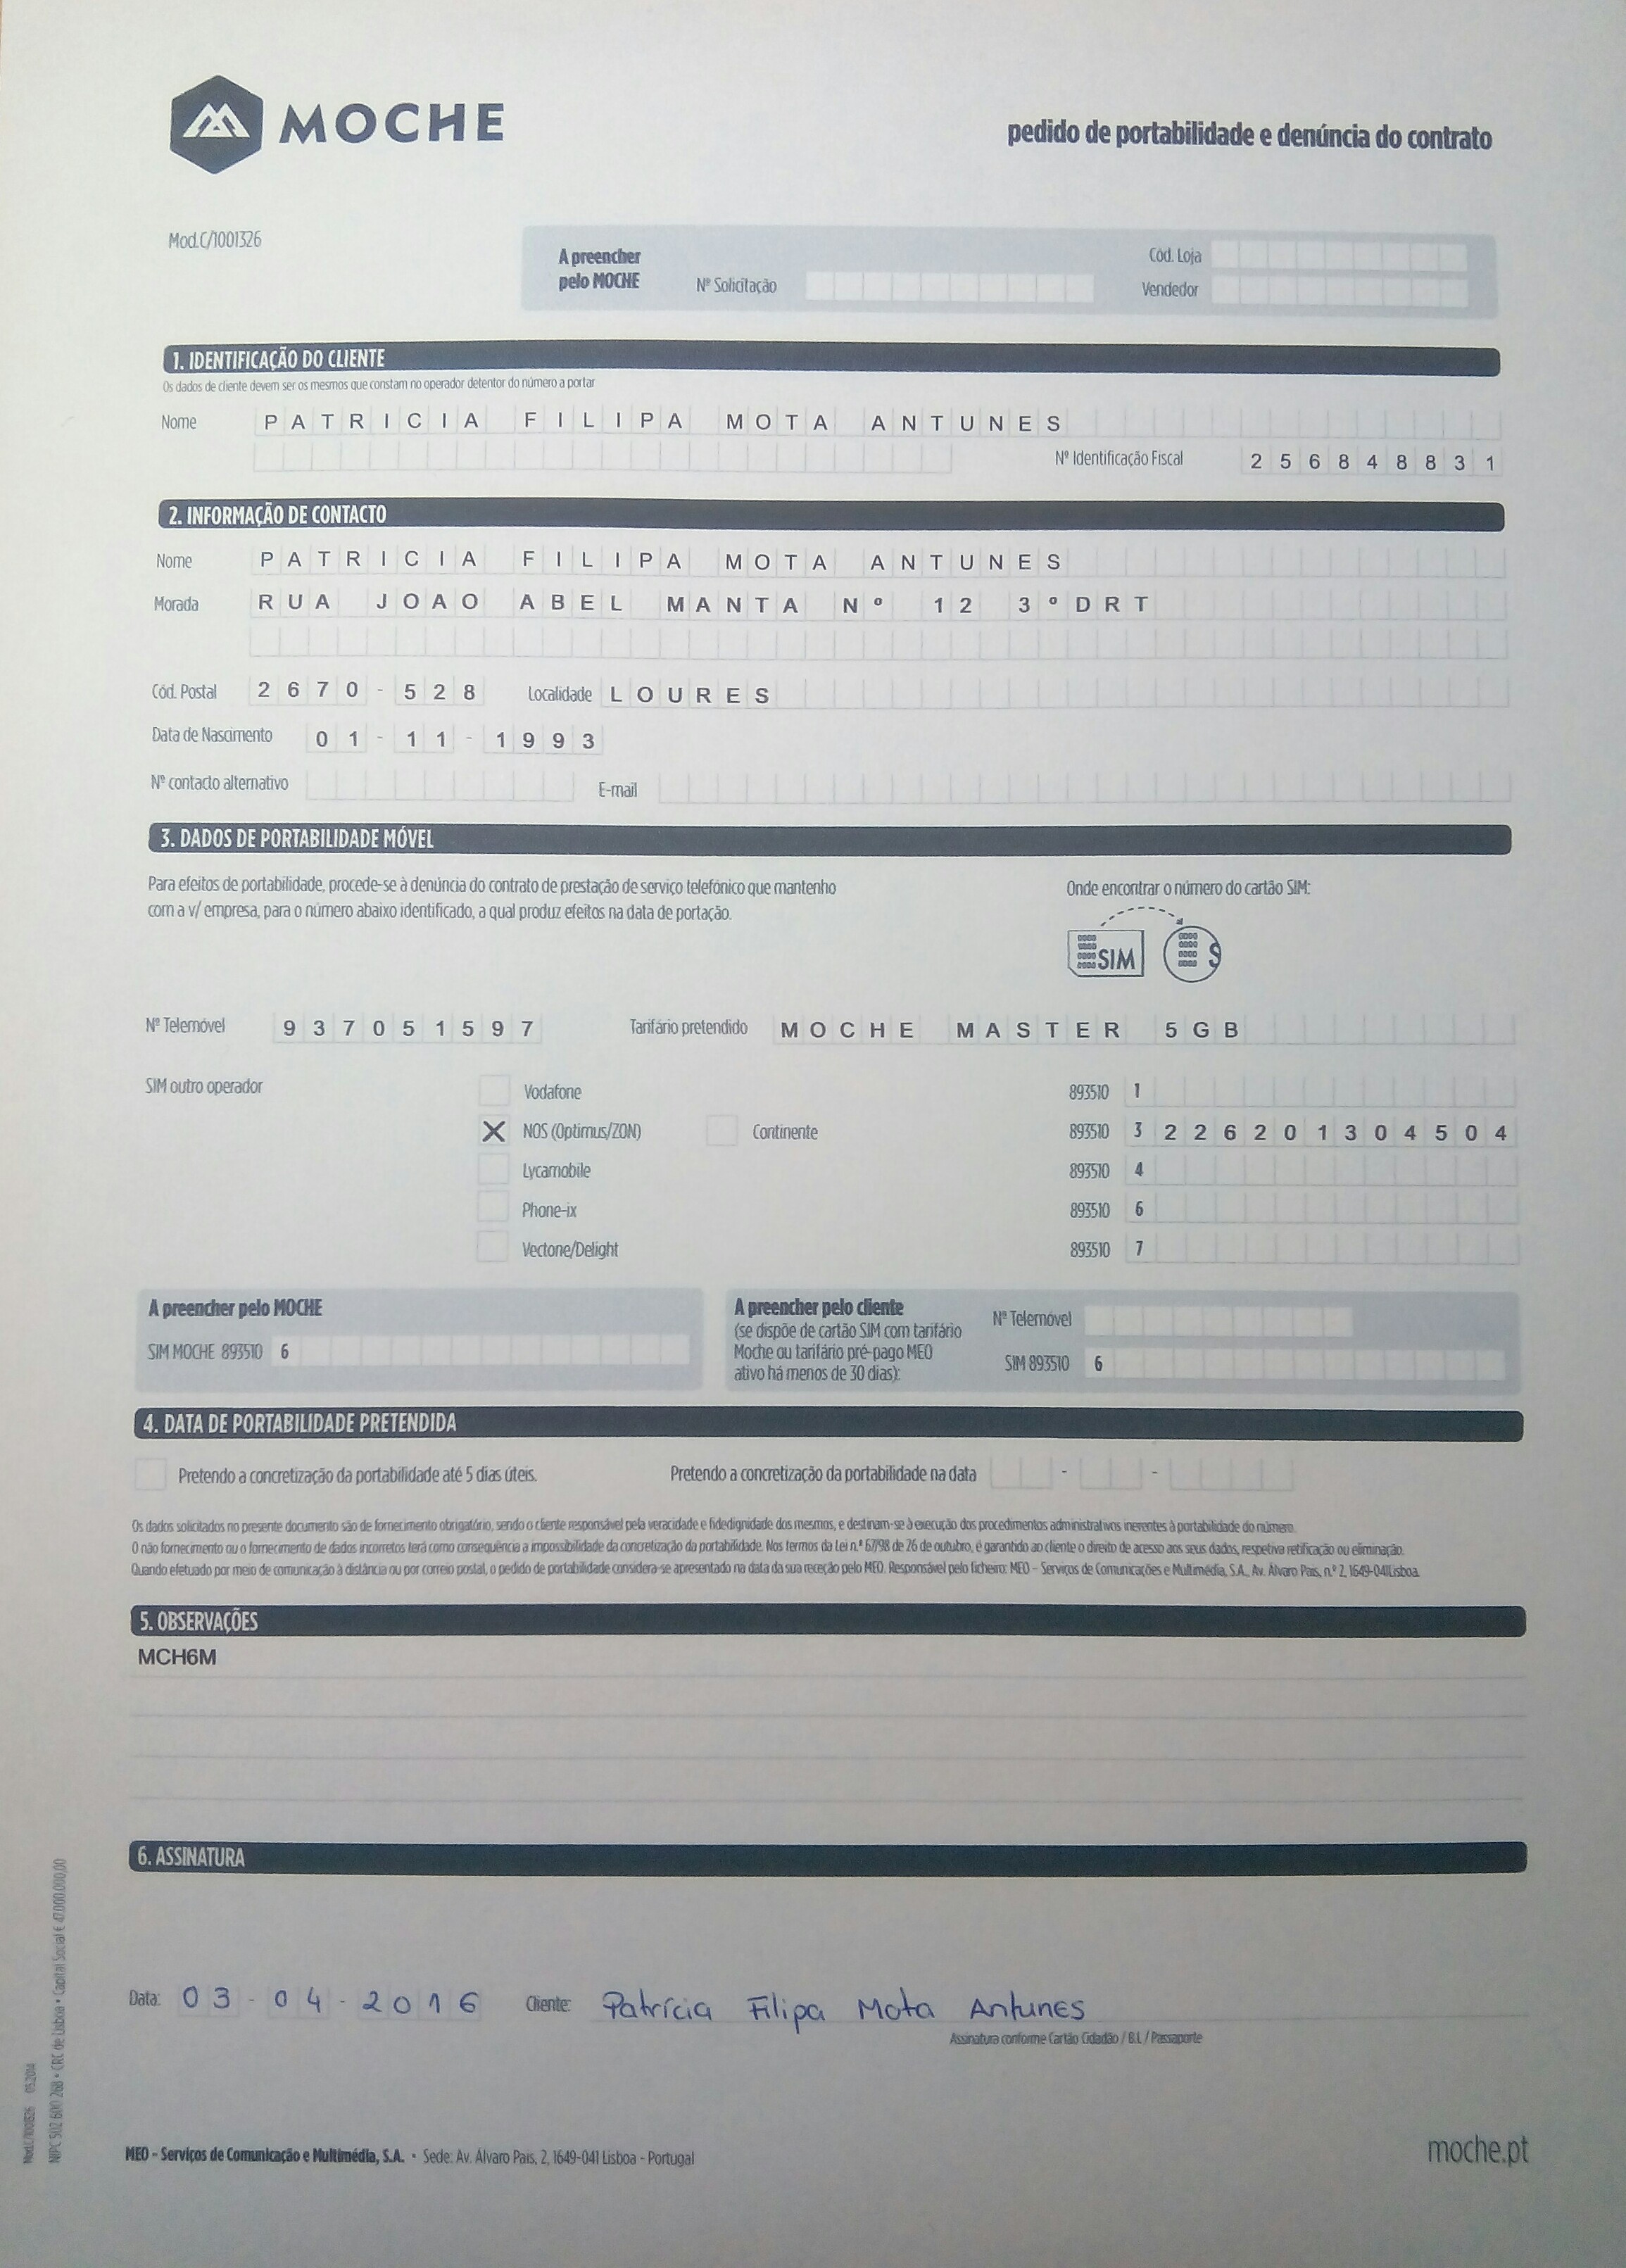 MOCHE
pedido de portabilidade e denúncia do contrato
Mod.C/1001326
A preencher
pelo MOCHE
Nº Solicitação
Cód. Loja
Vendedor
1. IDENTIFICAÇÃO DO CLIENTE
Os dados de cliente devem ser os mesmos que constam no operador detentor do número a portar
Nome PATRICIA FILIPA MOTA ANTUNES
Nº Identificação Fiscal 256848831
2. INFORMAÇÃO DE CONTACTO
Nome PATRICIA FILIPA MOTA ANTUNES
Morada RUA JOAO ABEL MANTA Nº 12 3ºDRT
Cód. Postal 2670 - 528 Localidade LOURES
Data de Nascimento 01 - 11 - 1993
Nº contacto alternativo E-mail
3. DADOS DE PORTABILIDADE MÓVEL
Para efeitos de portabilidade, procede-se à denúncia do contrato de prestação de serviço telefónico que mantenho
com a v/ empresa, para o número abaixo identificado, a qual produz efeitos na data de portação.
Onde encontrar o número do cartão SIM:
SIM S
Nº Telemóvel 937051597 Tarifário pretendido MOCHE MASTER 5GB
SIM outro operador Vodafone 893510 1
X NOS (Optimus/ZON) Continente 893510 3 226201304504
Lycamobile 893510 4
Phone-ix 893510 6
Vectone/Delight 893510 7
A preencher pelo MOCHE
SIM MOCHE 893510 6
A preencher pelo cliente
(se dispõe de cartão SIM com tarifário
Moche ou tarifário pré-pago MEO
ativo há menos de 30 dias):
Nº Telemóvel
SIM 893510 6
4. DATA DE PORTABILIDADE PRETENDIDA
Pretendo a concretização da portabilidade até 5 dias úteis. Pretendo a concretização da portabilidade na data - -
Os dados solicitados no presente documento são de fornecimento obrigatório, sendo o cliente responsável pela veracidade e fidedignidade dos mesmos, e destinam-se à execução dos procedimentos administrativos inerentes à portabilidade do número.
O não fornecimento ou o fornecimento de dados incorretos terá como consequência a impossibilidade da concretização da portabilidade. Nos termos da Lei n.º 67/98 de 26 de outubro, é garantido ao cliente o direito de acesso aos seus dados, respetiva retificação ou eliminação.
Quando efetuado por meio de comunicação à distância ou por correio postal, o pedido de portabilidade considera-se apresentado na data da sua receção pelo MEO. Responsável pelo ficheiro: MEO – Serviços de Comunicações e Multimédia, S.A., Av. Álvaro Pais, n.º 2, 1649-041Lisboa.
5. OBSERVAÇÕES
MCH6M
6. ASSINATURA
Data: 03 - 04 - 2016 Cliente: Patrícia Filipa Mota Antunes
Assinatura conforme Cartão Cidadão / B.I. / Passaporte
Mod.C/1001326 05.2014
NIPC 502 600 268 • CRC de Lisboa • Capital Social € 47.000.000,00
MEO - Serviços de Comunicação e Multimédia, S.A. • Sede: Av. Álvaro Pais, 2, 1649-041 Lisboa - Portugal
moche.pt